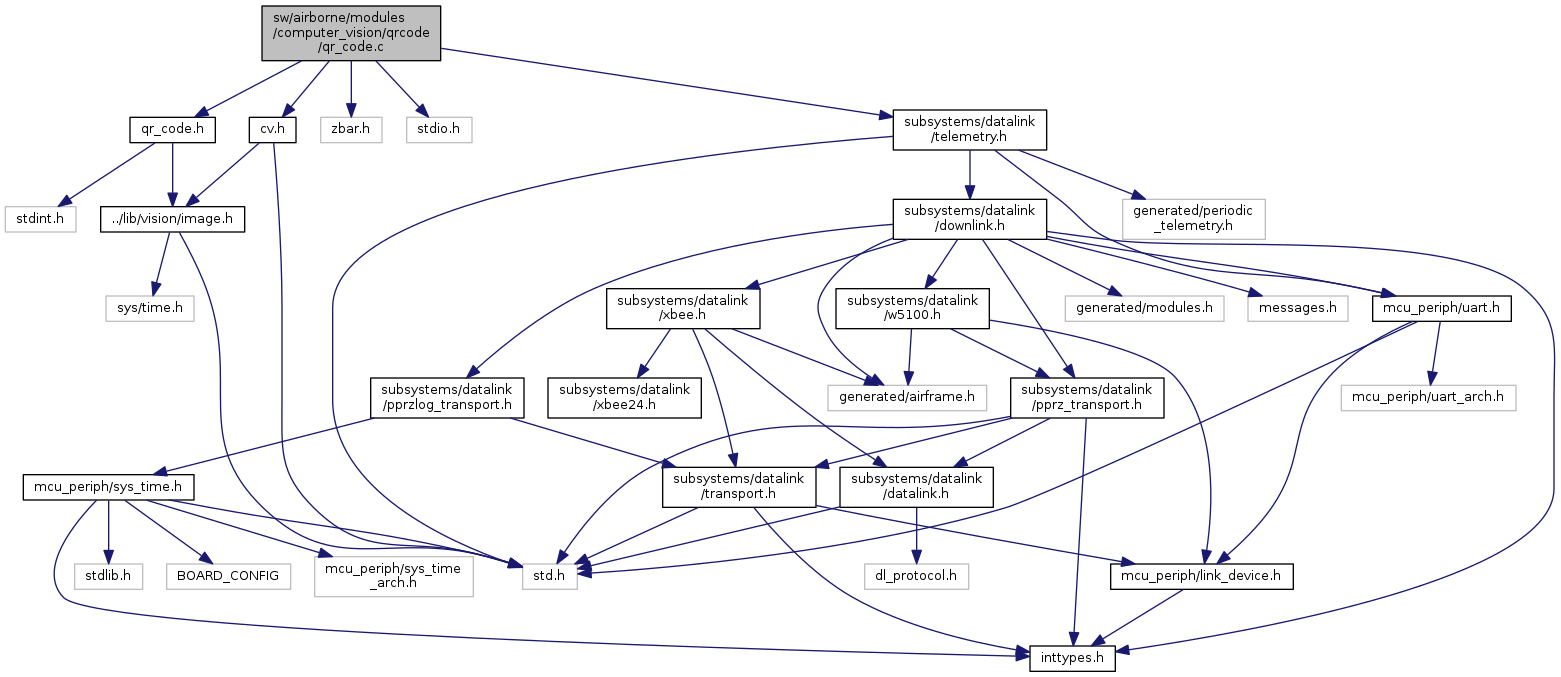 sw/airborne/modules
/computer_vision/qrcode
/qr_code.c
qr_code.h
cv.h
zbar.h
stdio.h
subsystems/datalink
/telemetry.h
stdint.h
../lib/vision/image.h
subsystems/datalink
/downlink.h
generated/periodic
_telemetry.h
sys/time.h
subsystems/datalink
/xbee.h
subsystems/datalink
/w5100.h
generated/modules.h
messages.h
mcu_periph/uart.h
subsystems/datalink
/pprzlog_transport.h
subsystems/datalink
/xbee24.h
generated/airframe.h
subsystems/datalink
/pprz_transport.h
mcu_periph/uart_arch.h
mcu_periph/sys_time.h
subsystems/datalink
/transport.h
subsystems/datalink
/datalink.h
stdlib.h
BOARD_CONFIG
mcu_periph/sys_time
_arch.h
std.h
dl_protocol.h
mcu_periph/link_device.h
inttypes.h